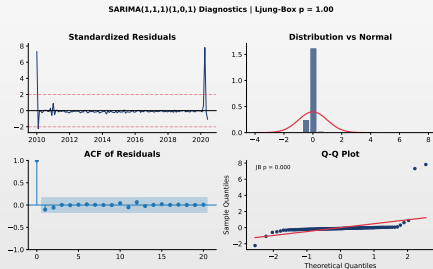 SARIMA(1,1,1)(1,0,1) Diagnostics | Ljung-Box p = 1.00
Standardized Residuals
8
6
4
2
0
−2
2010 2012 2014 2016 2018 2020
Distribution vs Normal
1.5
1.0
0.5
0.0
−4 −2 0 2 4 6 8
ACF of Residuals
1.0
0.5
0.0
−0.5
−1.0
0 5 10 15 20
Q-Q Plot
JB p = 0.000
Sample Quantiles
8
6
4
2
0
−2
−2 −1 0 1 2
Theoretical Quantiles